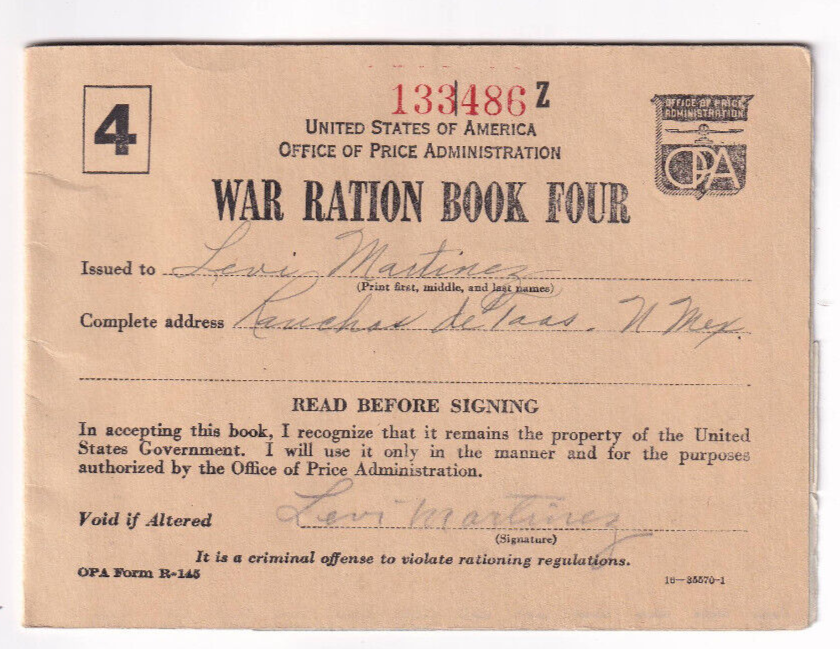 4
133486 Z
UNITED STATES OF AMERICA
OFFICE OF PRICE ADMINISTRATION
OFFICE OF PRICE
ADMINISTRATION
OPA
WAR RATION BOOK FOUR
Issued to Levi Martinez
(Print first, middle, and last names)
Complete address Ranchos de Taos. N Mex.
READ BEFORE SIGNING
In accepting this book, I recognize that it remains the property of the United
States Government. I will use it only in the manner and for the purposes
authorized by the Office of Price Administration.
Void if Altered Levi Martinez
(Signature)
It is a criminal offense to violate rationing regulations.
OPA Form R-145
16—35570-1